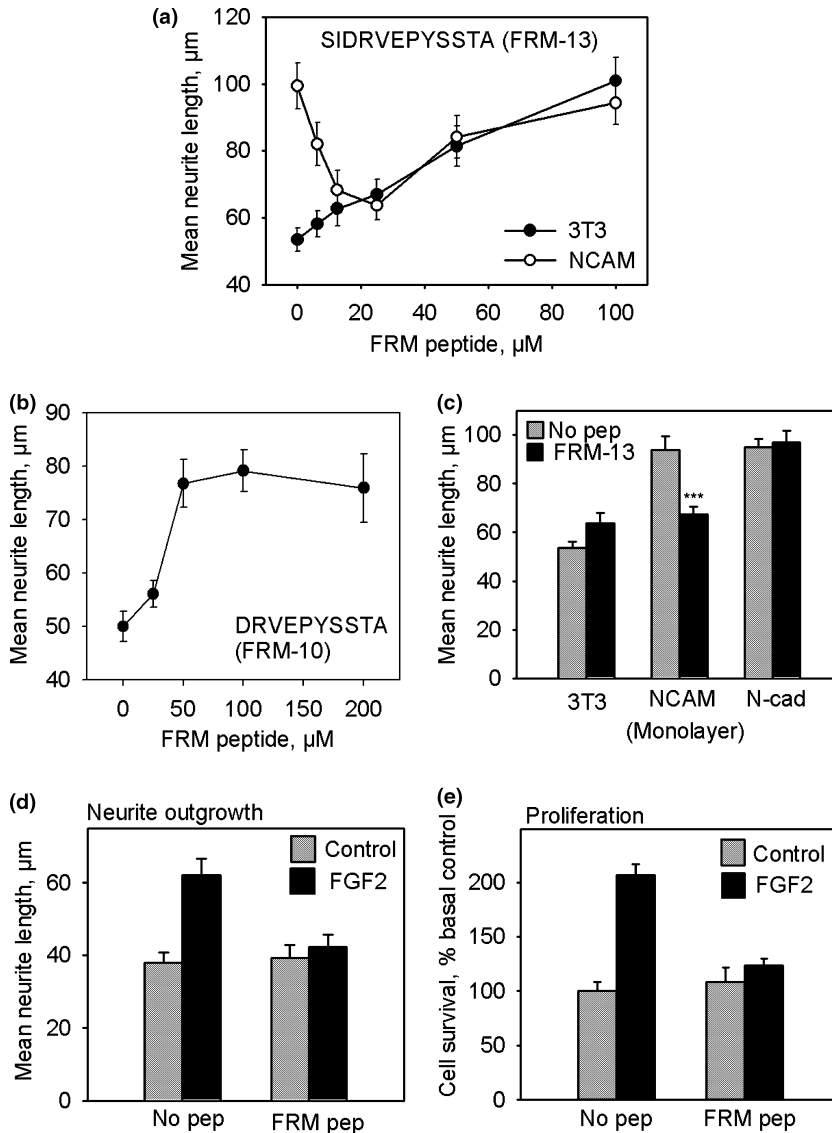 (a)
120
100
80
60
40
Mean neurite length, µm
SIDRVEPYSSTA (FRM-13)
3T3
NCAM
0 20 40 60 80 100
FRM peptide, µM
(b)
90
80
70
60
50
40
Mean neurite length, µm
DRVEPYSSTA
(FRM-10)
0 50 100 150 200
FRM peptide, µM
(c)
100
80
60
40
20
0
Mean neurite length, µm
No pep
FRM-13
***
3T3 NCAM N-cad
(Monolayer)
(d)
Neurite outgrowth
60
40
20
0
Mean neurite length, µm
Control
FGF2
No pep FRM pep
(e)
Proliferation
200
150
100
50
0
Cell survival, % basal control
Control
FGF2
No pep FRM pep